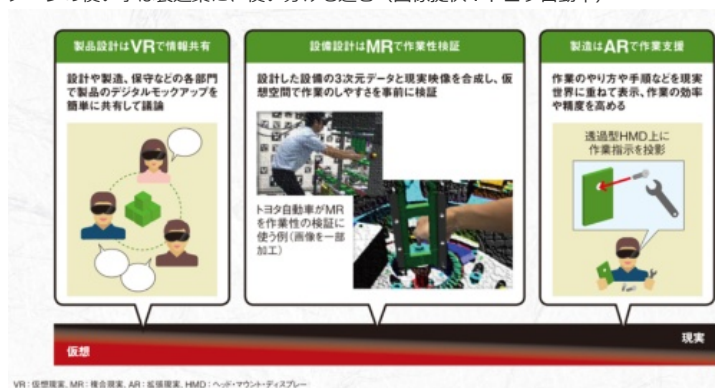 製品設計はVRで情報共有
設計や製造、保守などの各部門
で製品のデジタルモックアップを
簡単に共有して議論
設備設計はMRで作業性検証
設計した設備の3次元データと現実映像を合成し、仮
想空間で作業のしやすさを事前に検証
トヨタ自動車がMR
を作業性の検証に
使う例(画像を一部
加工)
製造はARで作業支援
作業のやり方や手順などを現実
世界に重ねて表示、作業の効率
や精度を高める
透過型HMD上に
作業指示を投影
仮想
現実
VR：仮想現実、MR：複合現実、AR：拡張現実、HMD：ヘッド・マウント・ディスプレー